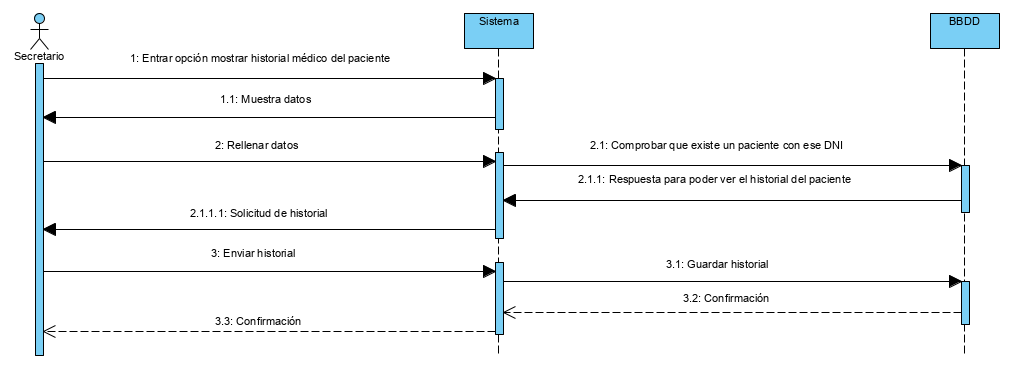 Sistema
BBDD
Secretario
1: Entrar opción mostrar historial médico del paciente
1.1: Muestra datos
2: Rellenar datos
2.1: Comprobar que existe un paciente con ese DNI
2.1.1: Respuesta para poder ver el historial del paciente
2.1.1.1: Solicitud de historial
3: Enviar historial
3.1: Guardar historial
3.2: Confirmación
3.3: Confirmación